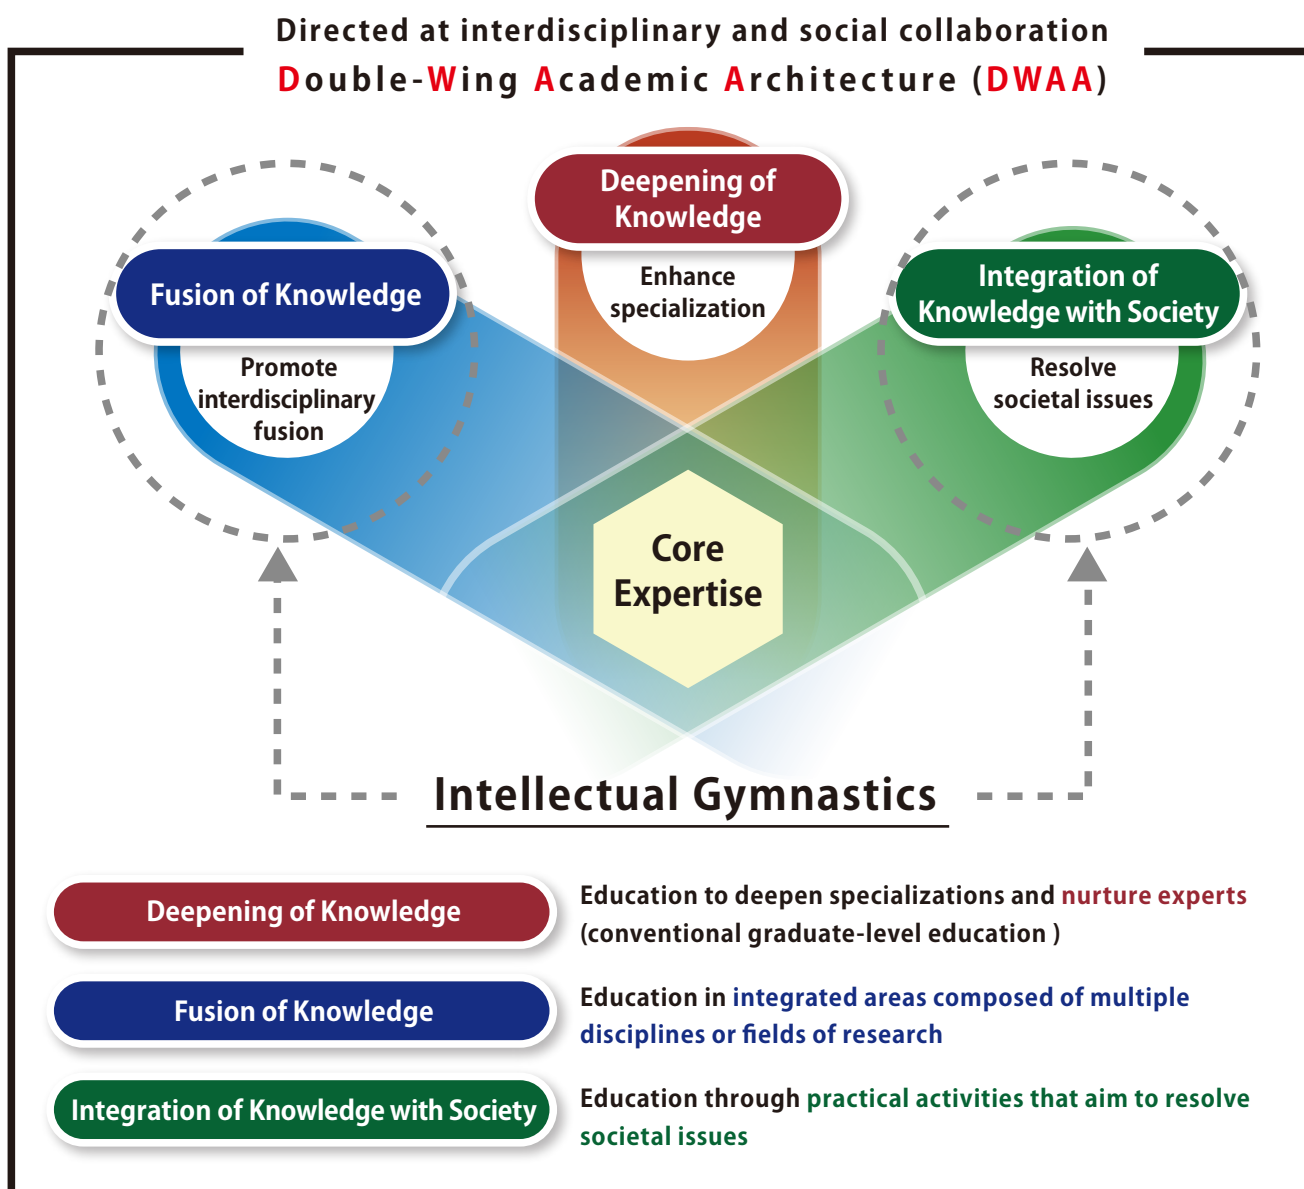 Directed at interdisciplinary and social collaboration
Double-Wing Academic Architecture (DWAA)
Deepening of
Knowledge
Enhance
specialization
Fusion of Knowledge
Promote
interdisciplinary
fusion
Integration of
Knowledge with Society
Resolve
societal issues
Core
Expertise
Intellectual Gymnastics
Deepening of Knowledge
Education to deepen specializations and nurture experts
(conventional graduate-level education )
Fusion of Knowledge
Education in integrated areas composed of multiple
disciplines or fields of research
Integration of Knowledge with Society
Education through practical activities that aim to resolve
societal issues